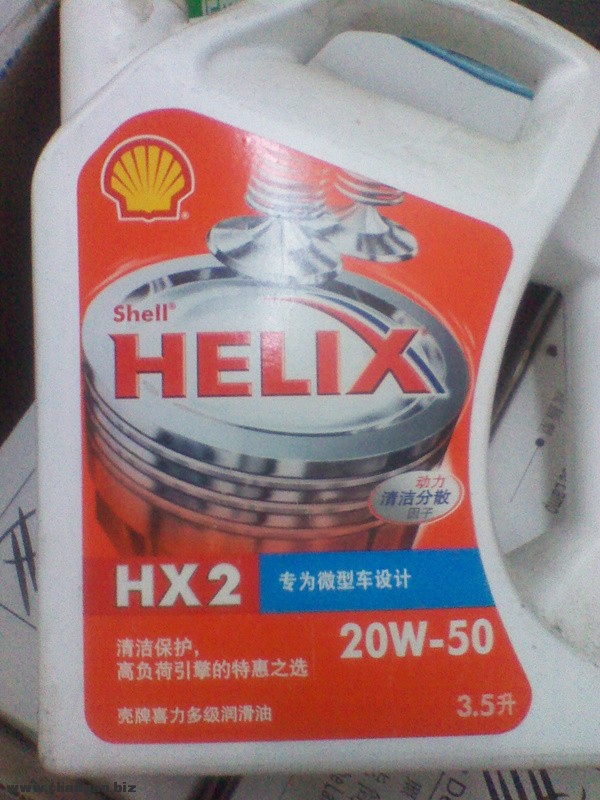 Shell®
HELIX
动力
清洁分散
因子
HX2
专为微型车设计
20W-50
清洁保护,
高负荷引擎的特惠之选
壳牌喜力多级润滑油
3.5升